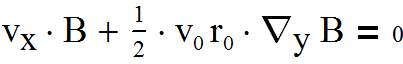 vₓ · B + ½ · v₀ r₀ · ∇ᵧ B = 0